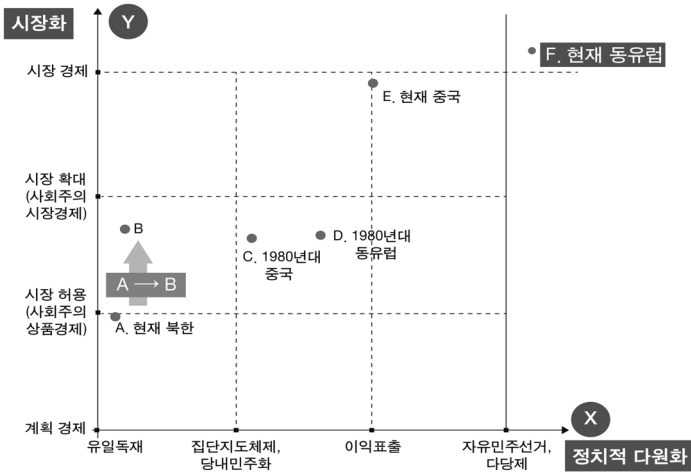 시장화
Y
F. 현재 동유럽
시장 경제
E. 현재 중국
시장 확대
(사회주의
시장경제)
B
D. 1980년대
동유럽
C. 1980년대
중국
A → B
시장 허용
(사회주의
상품경제)
A. 현재 북한
X
계획 경제
유일독재
집단지도체제,
당내민주화
이익표출
자유민주선거,
다당제
정치적 다원화